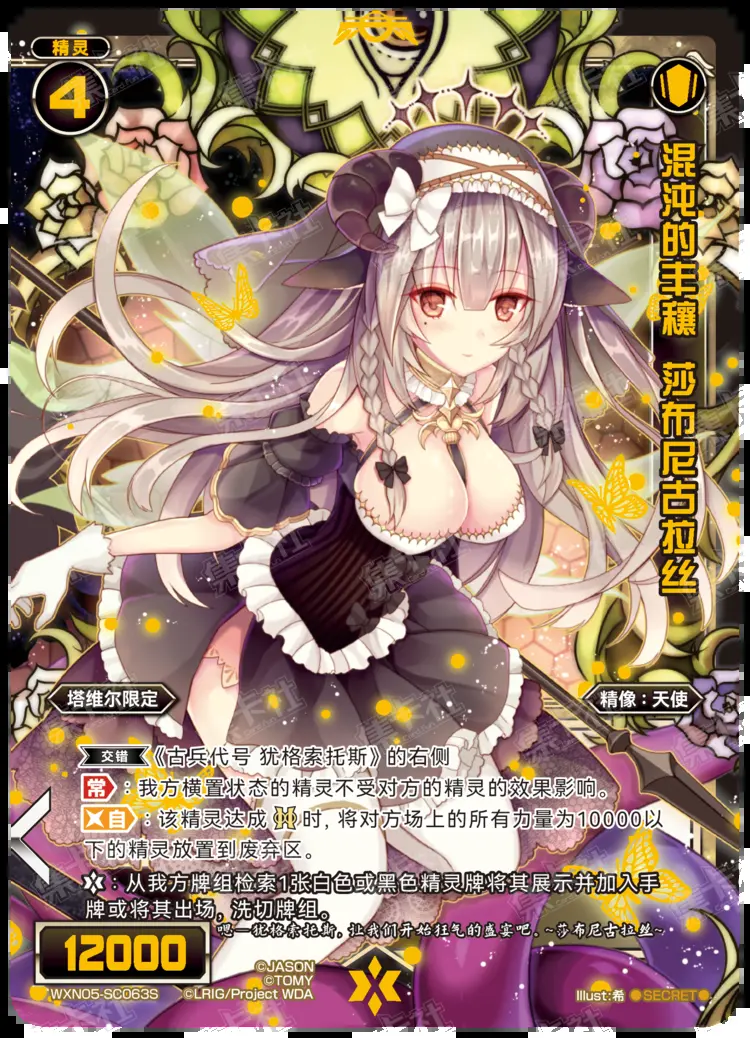 精灵
4
混沌的丰穰 莎布尼古拉丝
塔维尔限定
精像：天使
交错 《古兵代号 犹格索托斯》的右侧
常：我方横置状态的精灵不受对方的精灵的效果影响。
自：该精灵达成时，将对方场上的所有力量为10000以
下的精灵放置到废弃区。
：从我方牌组检索1张白色或黑色精灵牌将其展示并加入手
牌或将其出场，洗切牌组。
嗯—犹格索托斯，让我们开始狂气的盛宴吧。~莎布尼古拉丝~
12000
©JASON
©TOMY
WXN05-SC063S ©LRIG/Project WDA
Illust:希 ●SECRET●
集卡社